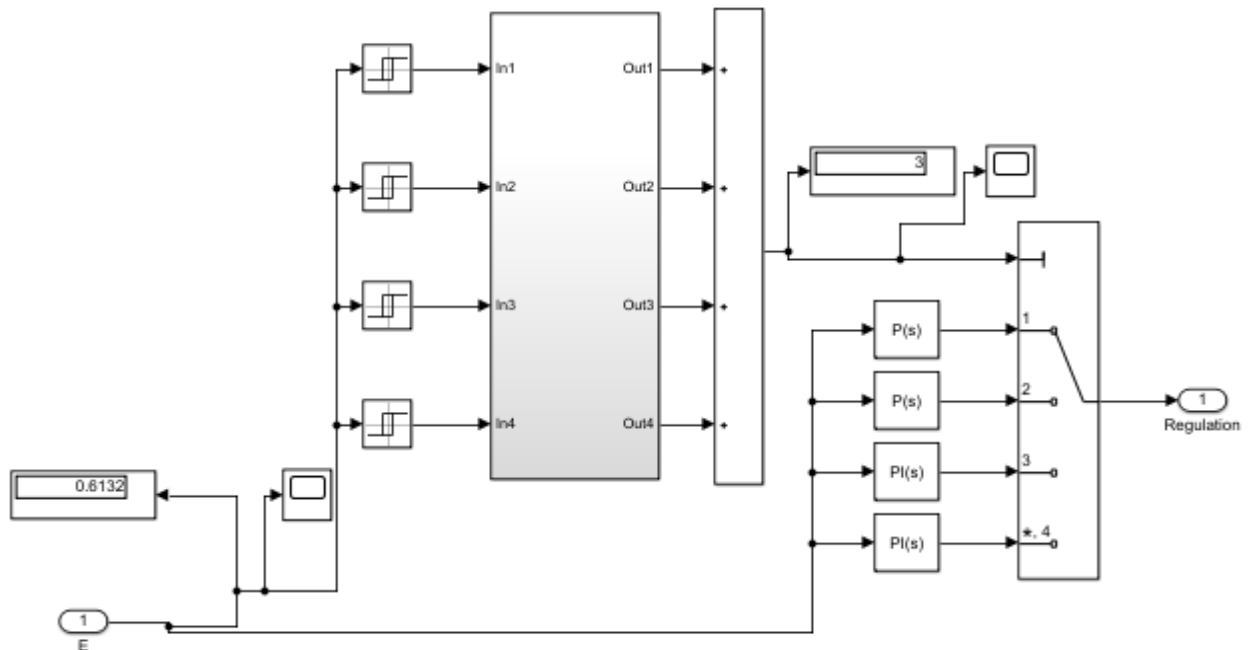 In1
Out1
+
In2
Out2
+
3
In3
Out3
+
P(s)
1
P(s)
2
1
Regulation
In4
Out4
+
PI(s)
3
0.6132
PI(s)
*, 4
1
E